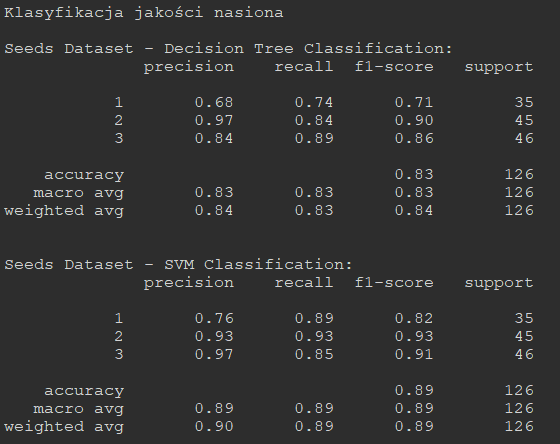 Klasyfikacja jakości nasiona
Seeds Dataset - Decision Tree Classification:
precision recall f1-score support
1 0.68 0.74 0.71 35
2 0.97 0.84 0.90 45
3 0.84 0.89 0.86 46
accuracy 0.83 126
macro avg 0.83 0.83 0.83 126
weighted avg 0.84 0.83 0.84 126
Seeds Dataset - SVM Classification:
precision recall f1-score support
1 0.76 0.89 0.82 35
2 0.93 0.93 0.93 45
3 0.97 0.85 0.91 46
accuracy 0.89 126
macro avg 0.89 0.89 0.89 126
weighted avg 0.90 0.89 0.89 126